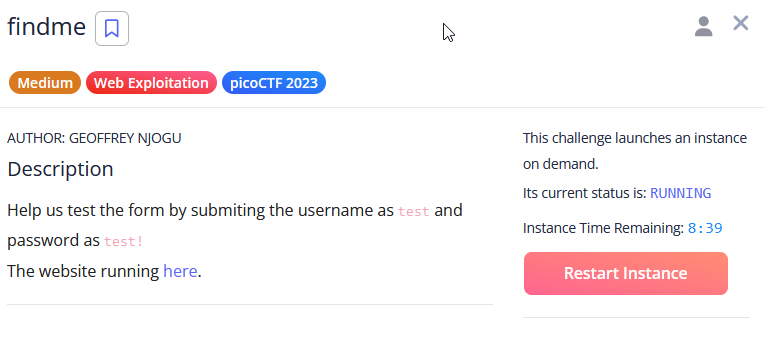 findme
Medium Web Exploitation picoCTF 2023
AUTHOR: GEOFFREY NJOGU
Description
Help us test the form by submiting the username as test and
password as test!
The website running here.
This challenge launches an instance
on demand.
Its current status is: RUNNING
Instance Time Remaining: 8:39
Restart Instance